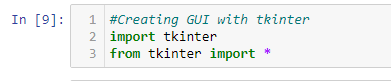 In [9]:
1 #Creating GUI with tkinter
2 import tkinter
3 from tkinter import *